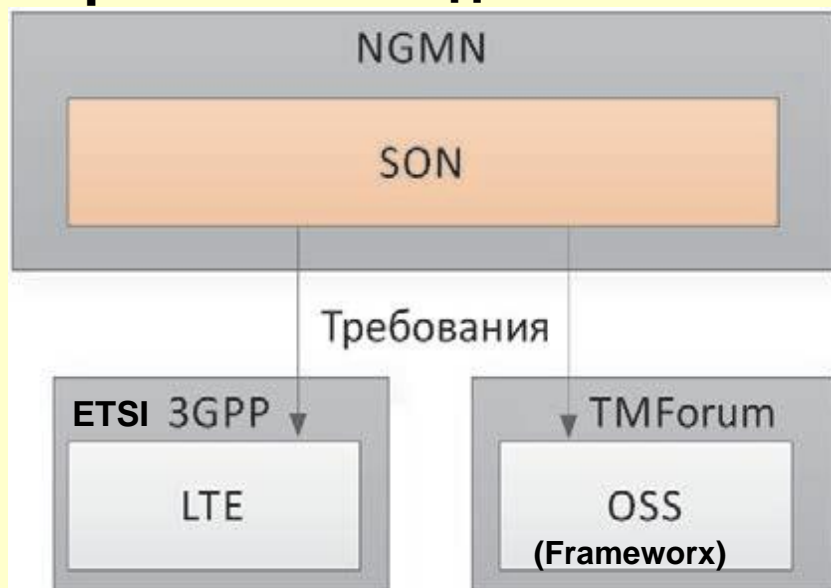 NGMN
SON
Требования
ETSI 3GPP
TMForum
LTE
OSS
(Frameworx)